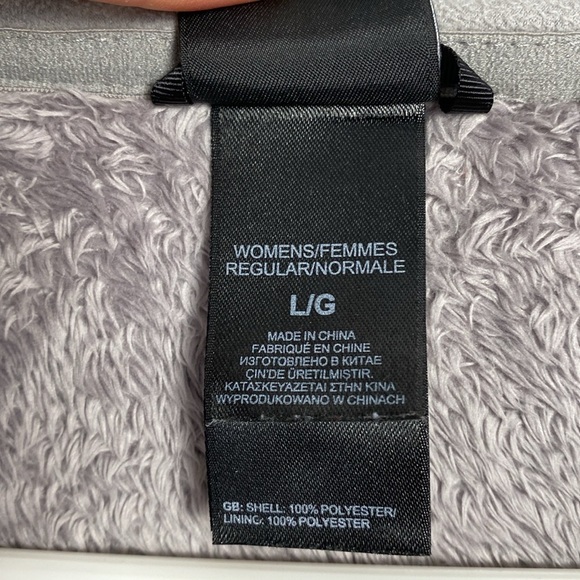 WOMENS/FEMMES
REGULAR/NORMALE
L/G
MADE IN CHINA
FABRIQUÉ EN CHINE
ИЗГОТОВЛЕНО В КИТАЕ
ÇIN'DE ÜRETILMIŞTIR.
ΚΑΤΑΣΚΕΥΑΖΕΤΑΙ ΣΤΗΝ ΚΙΝΑ
WYPRODUKOWANO W CHINACH
GB: SHELL: 100% POLYESTER/
LINING: 100% POLYESTER